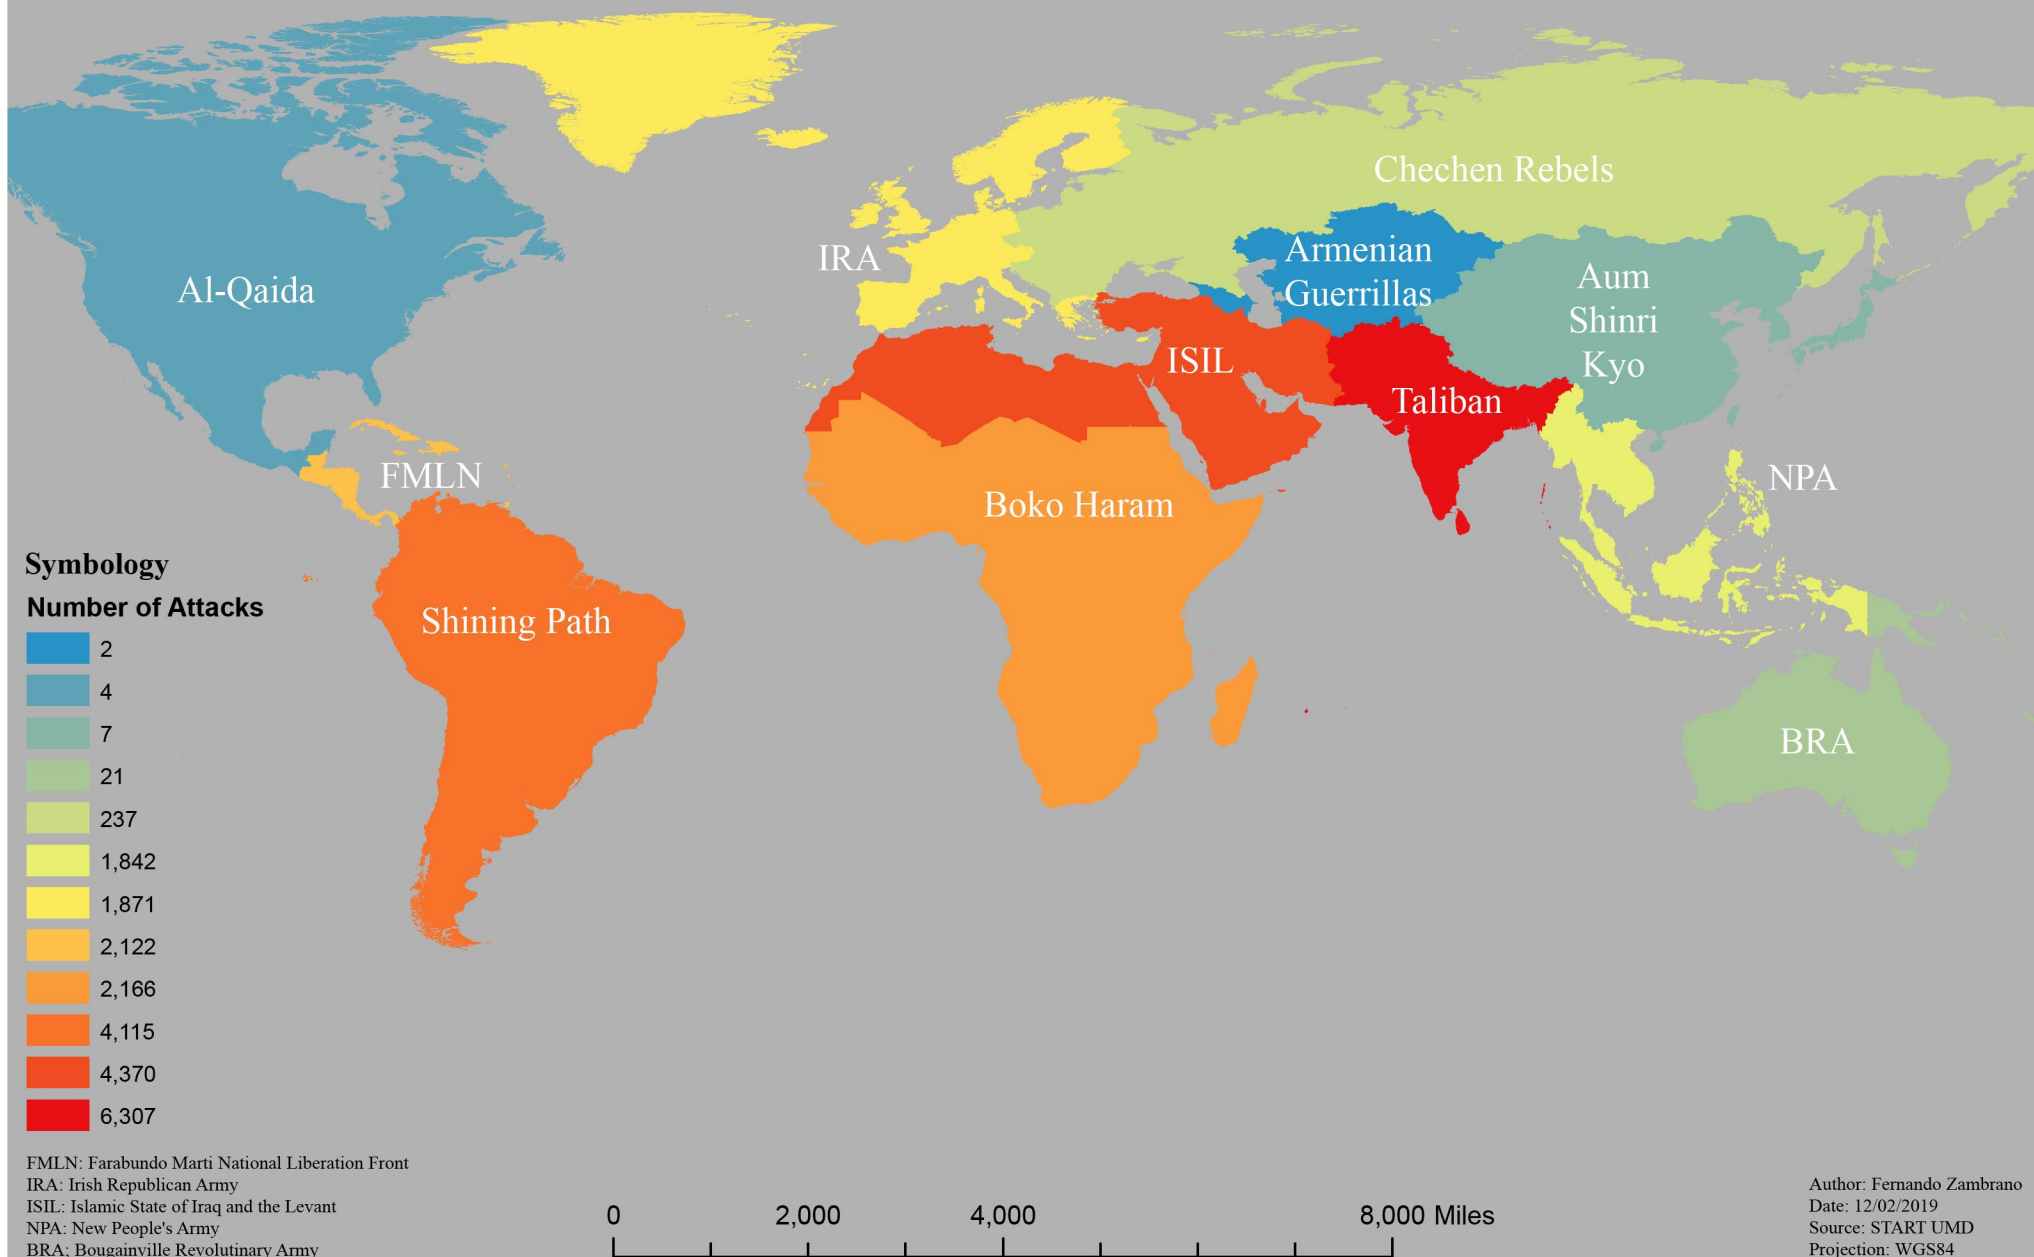 Chechen Rebels
IRA
Armenian
Guerrillas
Al-Qaida
Aum
Shinri
Kyo
ISIL
Taliban
FMLN
NPA
Boko Haram
Shining Path
BRA
Symbology
Number of Attacks
2
4
7
21
237
1,842
1,871
2,122
2,166
4,115
4,370
6,307
FMLN: Farabundo Marti National Liberation Front
IRA: Irish Republican Army
ISIL: Islamic State of Iraq and the Levant
NPA: New People's Army
BRA: Bougainville Revolutinary Army
0 2,000 4,000 8,000 Miles
Author: Fernando Zambrano
Date: 12/02/2019
Source: START UMD
Projection: WGS84